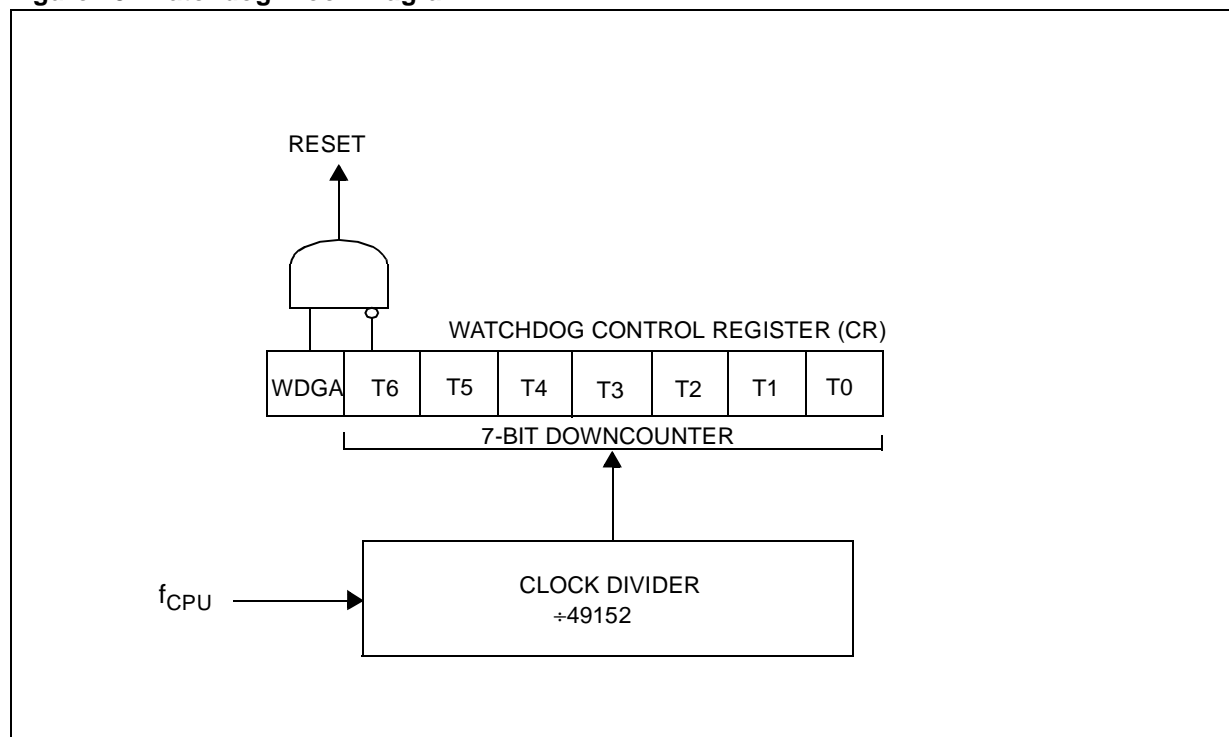 RESET
WATCHDOG CONTROL REGISTER (CR)
WDGA T6 T5 T4 T3 T2 T1 T0
7-BIT DOWNCOUNTER
fCPU
CLOCK DIVIDER
÷49152